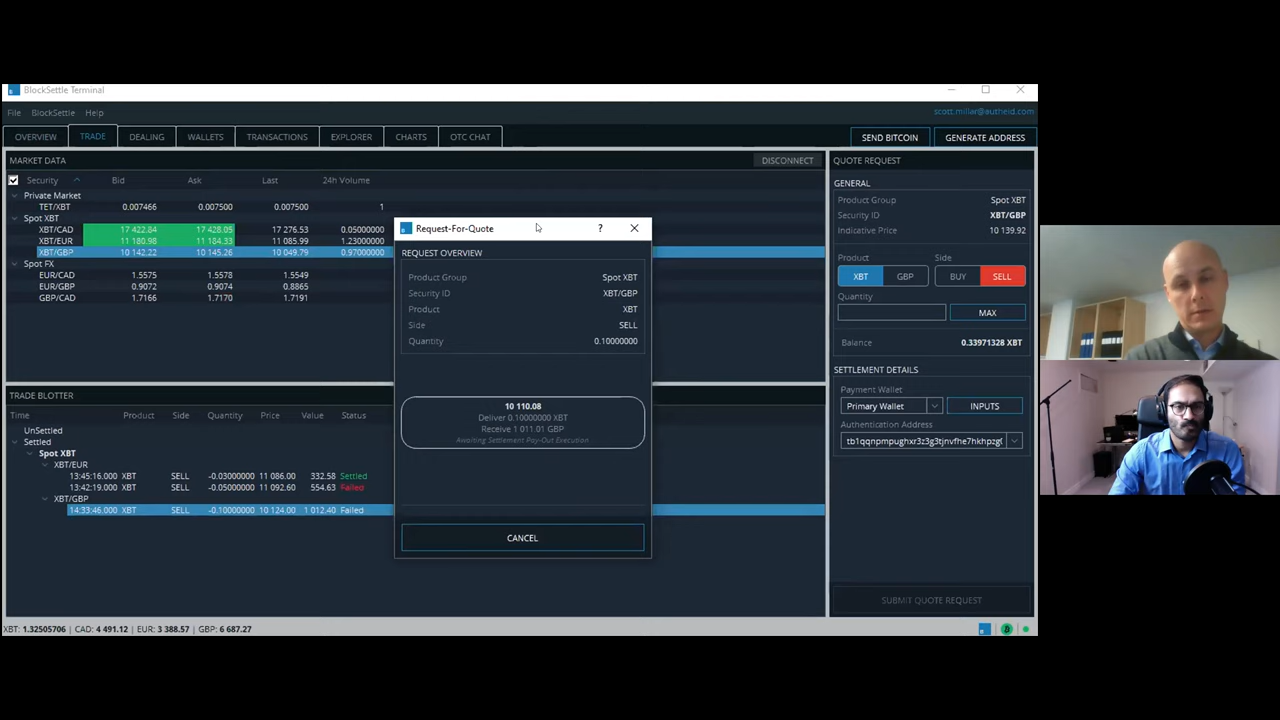 BlockSettle Terminal
File BlockSettle Help scott.millar@autheid.com
OVERVIEW TRADE DEALING WALLETS TRANSACTIONS EXPLORER CHARTS OTC CHAT SEND BITCOIN GENERATE ADDRESS
MARKET DATA DISCONNECT
Security Bid Ask Last 24h Volume
Private Market
TET/XBT 0.007466 0.007500 0.007500 1
Spot XBT
XBT/CAD 17 422.84 17 428.05 17 276.53 0.05000000
XBT/EUR 11 180.98 11 184.33 11 085.99 1.23000000
XBT/GBP 10 142.22 10 145.26 10 049.79 0.97000000
Spot FX
EUR/CAD 1.5575 1.5578 1.5549
EUR/GBP 0.9072 0.9074 0.8865
GBP/CAD 1.7166 1.7170 1.7191
Request-For-Quote ?
REQUEST OVERVIEW
Product Group Spot XBT
Security ID XBT/GBP
Product XBT
Side SELL
Quantity 0.10000000
10 110.08
Deliver 0.10000000 XBT
Receive 1 011.01 GBP
Awaiting Settlement Pay-Out Execution
CANCEL
QUOTE REQUEST
GENERAL
Product Group Spot XBT
Security ID XBT/GBP
Indicative Price 10 139.92
Product Side
XBT GBP BUY SELL
Quantity
MAX
Balance 0.33971328 XBT
SETTLEMENT DETAILS
Payment Wallet
Primary Wallet INPUTS
Authentication Address
SUBMIT QUOTE REQUEST
TRADE BLOTTER
Time Product Side Quantity Price Value Status
UnSettled
Settled
Spot XBT
XBT/EUR
13:45:16.000 XBT SELL -0.03000000 11 086.00 332.58 Settled
13:42:19.000 XBT SELL -0.05000000 11 092.60 554.63 Failed
XBT/GBP
14:33:46.000 XBT SELL -0.10000000 10 124.00 1 012.40 Failed
XBT: 1.32505706 | CAD: 4 491.12 | EUR: 3 388.57 | GBP: 6 687.27